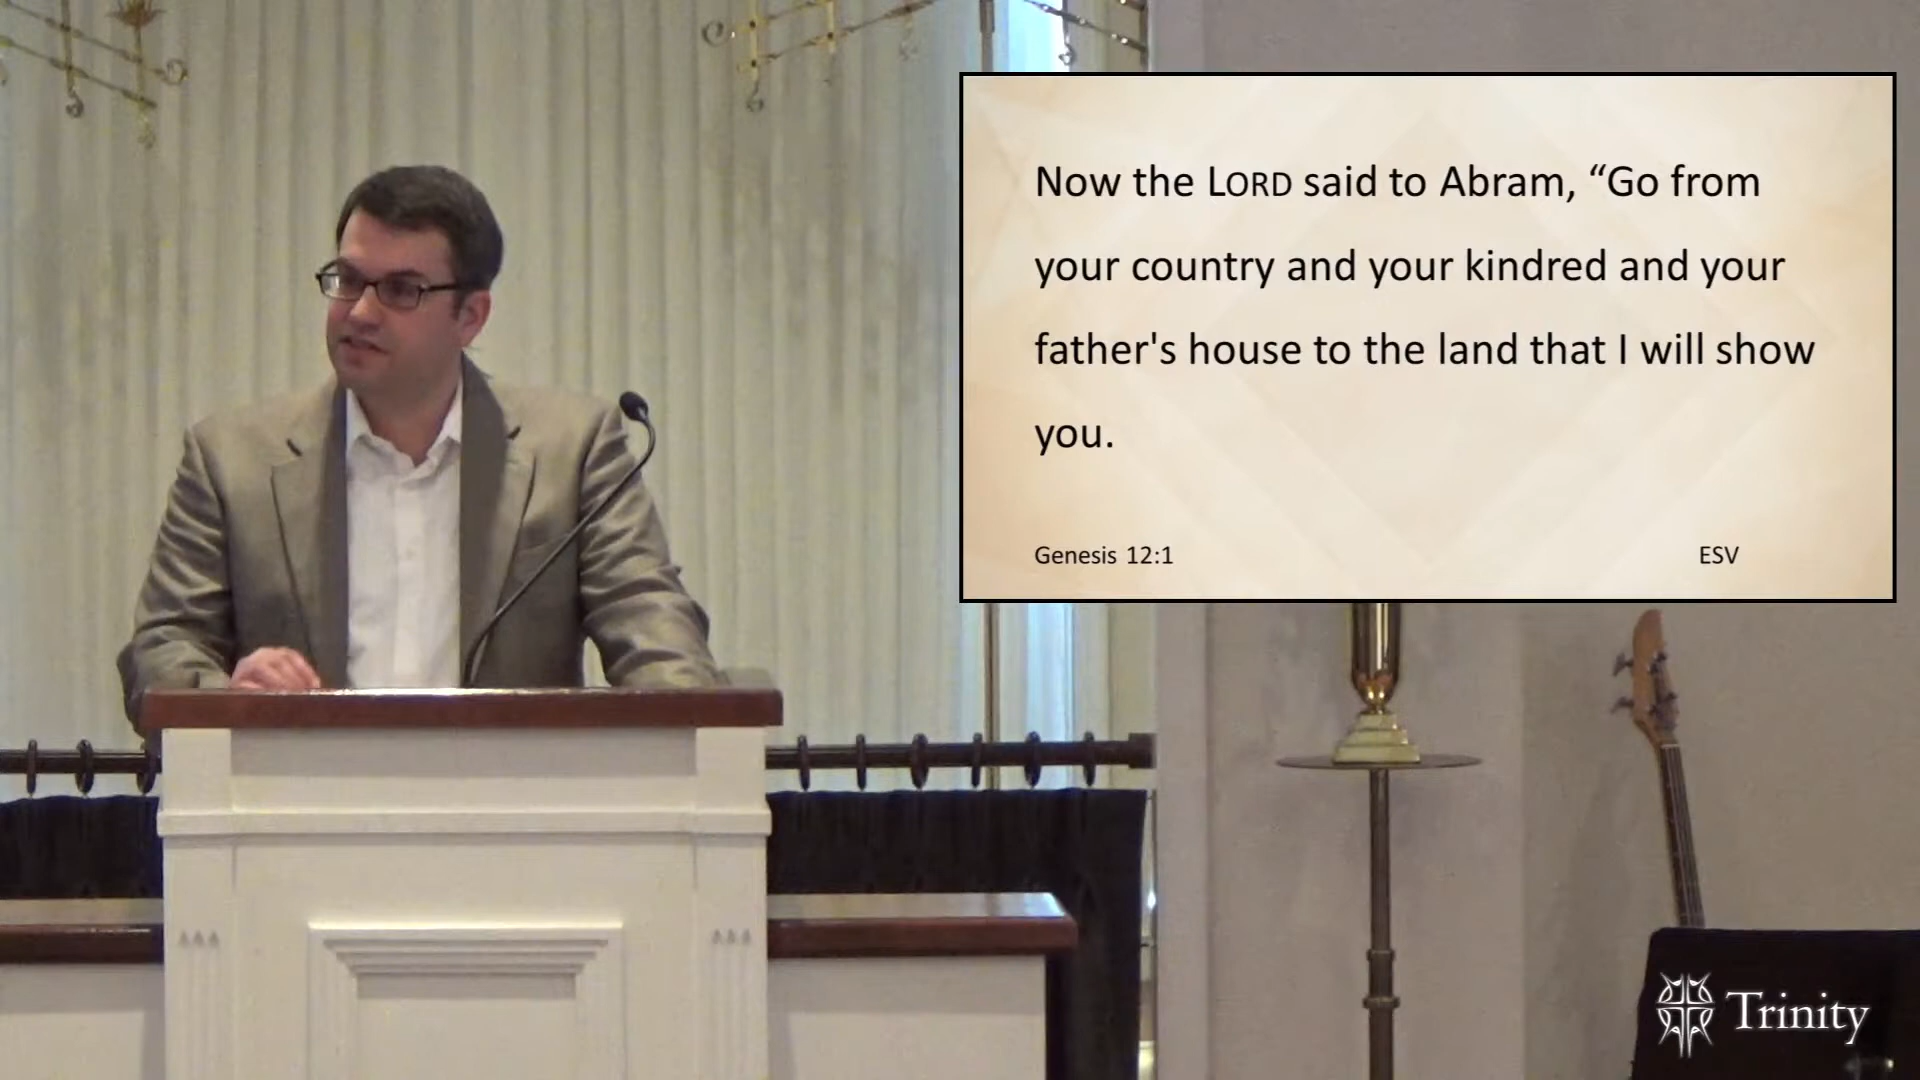 Now the LORD said to Abram, “Go from
your country and your kindred and your
father's house to the land that I will show
you.
Genesis 12:1 ESV
Trinity